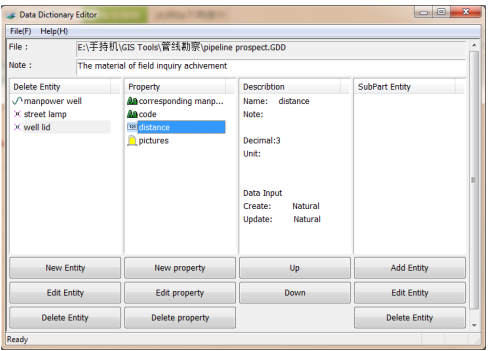 Data Dictionary Editor
File(F) Help(H)
File : E:\手持机\GIS Tools\管线勘察\pipeline prospect.GDD
Note : The material of field inquiry achivement
Delete Entity Property Describtion SubPart Entity
manpower well corresponding manp... Name: distance
street lamp code Note:
well lid distance
pictures Decimal:3
Unit:
Data Input
Create: Natural
Update: Natural
New Entity New property Up Add Entity
Edit Entity Edit property Down Edit Entity
Delete Entity Delete property Delete Entity
Ready